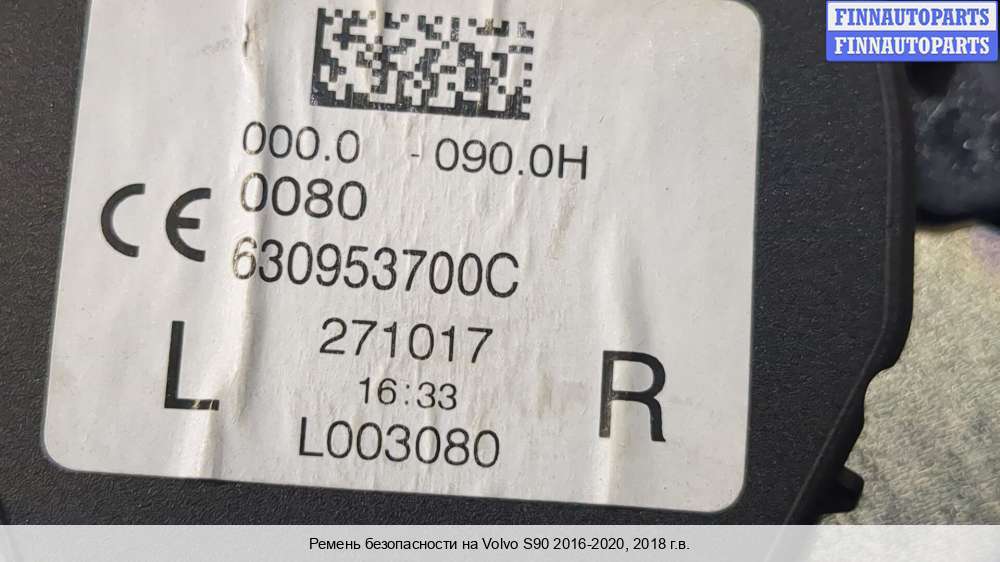 FINNAUTOPARTS
FINNAUTOPARTS
000.0 - 090.0H
0080
CE
630953700C
271017
L R
16:33
L003080
Ремень безопасности на Volvo S90 2016-2020, 2018 г.в.